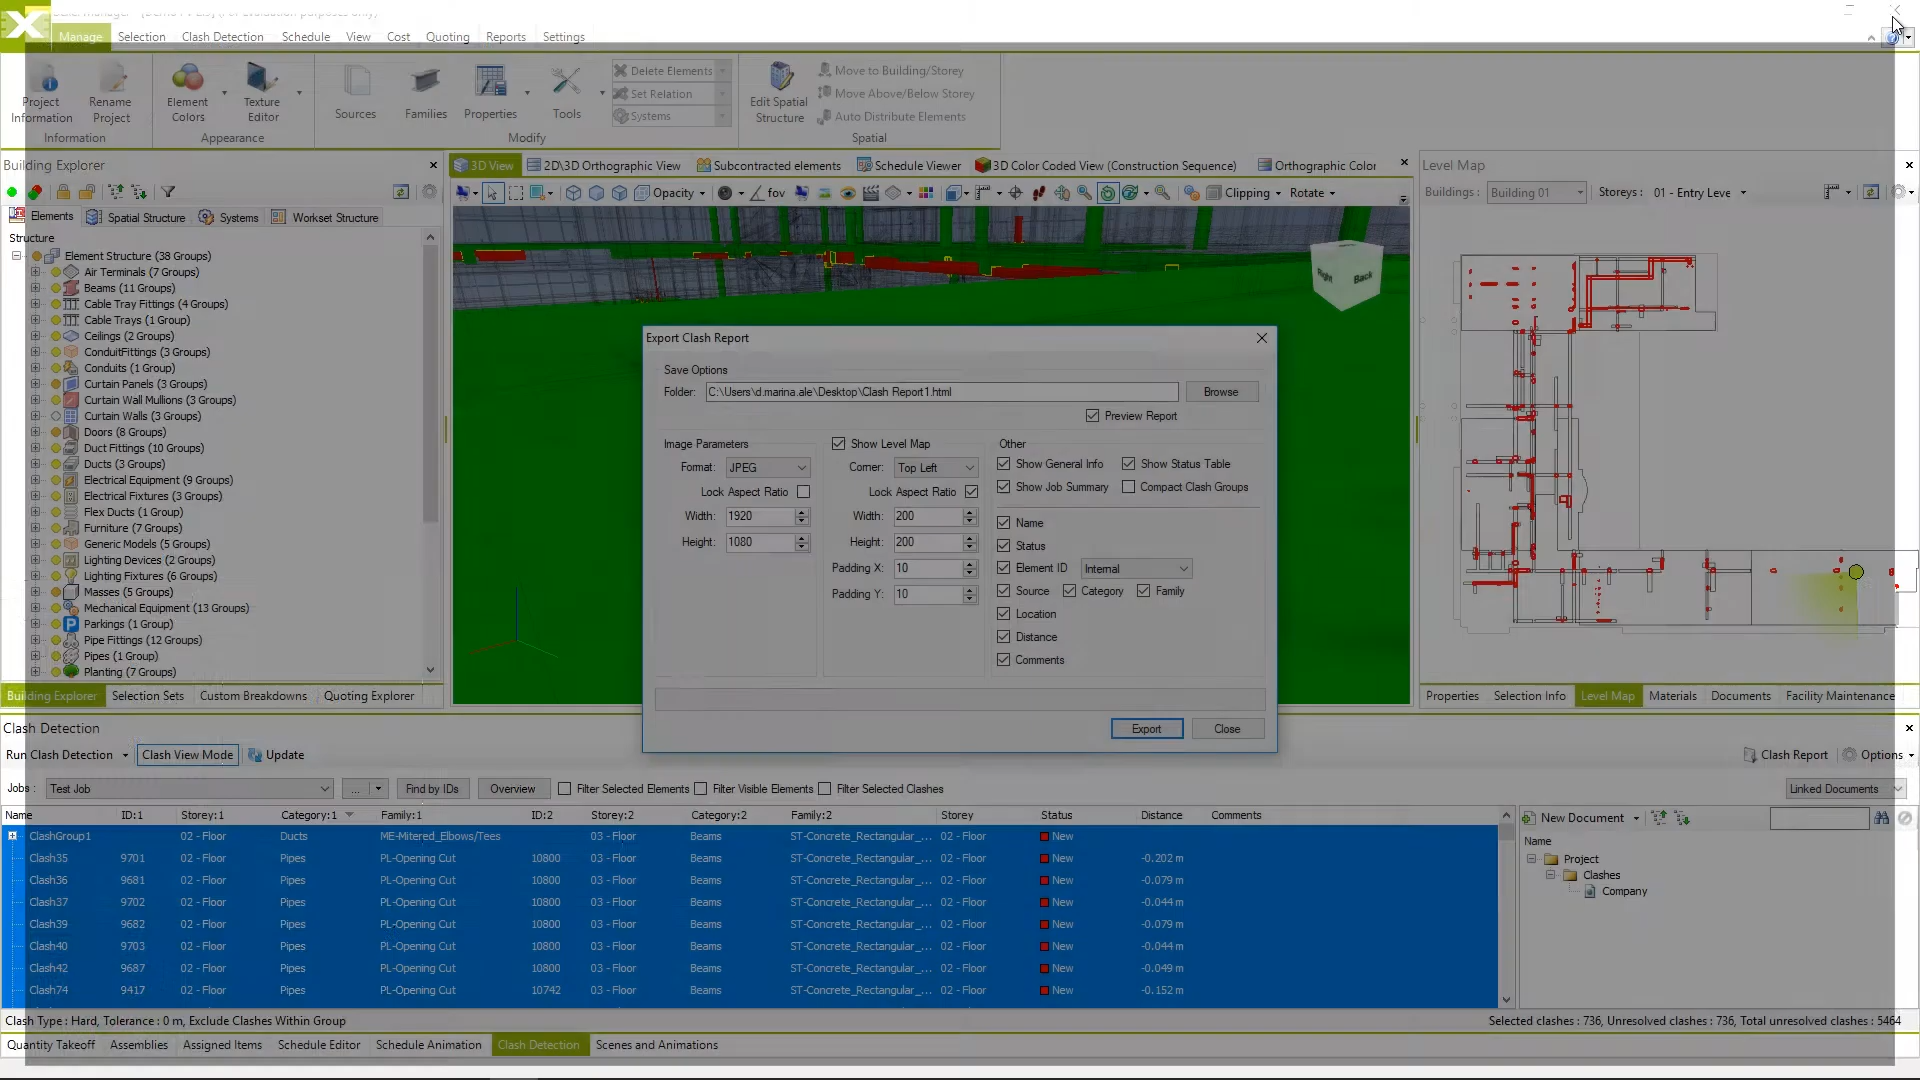 Manage Selection Clash Detection Schedule View Cost Quoting Reports Settings
Project Information
Rename Project
Information
Element Colors
Texture Editor
Appearance
Sources
Families
Properties
Tools
Delete Elements
Set Relation
Systems
Modify
Edit Spatial Structure
Move to Building/Storey
Move Above/Below Storey
Auto Distribute Elements
Spatial
Building Explorer
Elements Spatial Structure Systems Workset Structure
Structure
Element Structure (38 Groups)
Air Terminals (7 Groups)
Beams (11 Groups)
Cable Tray Fittings (4 Groups)
Cable Trays (1 Group)
Ceilings (2 Groups)
ConduitFittings (3 Groups)
Conduits (1 Group)
Curtain Panels (3 Groups)
Curtain Wall Mullions (3 Groups)
Curtain Walls (3 Groups)
Doors (8 Groups)
Duct Fittings (10 Groups)
Ducts (3 Groups)
Electrical Equipment (9 Groups)
Electrical Fixtures (3 Groups)
Flex Ducts (1 Group)
Furniture (7 Groups)
Generic Models (5 Groups)
Lighting Devices (2 Groups)
Lighting Fixtures (6 Groups)
Masses (5 Groups)
Mechanical Equipment (13 Groups)
Parkings (1 Group)
Pipe Fittings (12 Groups)
Pipes (1 Group)
Planting (7 Groups)
Building Explorer Selection Sets Custom Breakdowns Quoting Explorer
3D View 2D\3D Orthographic View Subcontracted elements Schedule Viewer 3D Color Coded View (Construction Sequence) Orthographic Color
Opacity fov Clipping Rotate
Right Back
Level Map
Buildings : Building 01 Storeys: 01 - Entry Leve
Properties Selection Info Level Map Materials Documents Facility Maintenance
Export Clash Report
Save Options
Folder: C:\Users\d.marina.ale\Desktop\Clash Report1.html Browse
Preview Report
Image Parameters
Format: JPEG
Lock Aspect Ratio
Width: 1920
Height: 1080
Show Level Map
Corner: Top Left
Lock Aspect Ratio
Width: 200
Height: 200
Padding X: 10
Padding Y: 10
Other
Show General Info Show Status Table
Show Job Summary Compact Clash Groups
Name
Status
Element ID Internal
Source Category Family
Location
Distance
Comments
Export Close
Clash Detection
Run Clash Detection Clash View Mode Update Clash Report Options
Jobs : Test Job ... Find by IDs Overview Filter Selected Elements Filter Visible Elements Filter Selected Clashes Linked Documents
Name ID:1 Storey:1 Category:1 Family:1 ID:2 Storey:2 Category:2 Family:2 Storey Status Distance Comments
ClashGroup1 02 - Floor Ducts ME-Mitered_Elbows/Tees 03 - Floor Beams ST-Concrete_Rectangular_... 02 - Floor New
Clash35 9701 02 - Floor Pipes PL-Opening Cut 10800 03 - Floor Beams ST-Concrete_Rectangular_... 02 - Floor New -0.202 m
Clash36 9681 02 - Floor Pipes PL-Opening Cut 10800 03 - Floor Beams ST-Concrete_Rectangular_... 02 - Floor New -0.079 m
Clash37 9702 02 - Floor Pipes PL-Opening Cut 10800 03 - Floor Beams ST-Concrete_Rectangular_... 02 - Floor New -0.044 m
Clash39 9682 02 - Floor Pipes PL-Opening Cut 10800 03 - Floor Beams ST-Concrete_Rectangular_... 02 - Floor New -0.079 m
Clash40 9703 02 - Floor Pipes PL-Opening Cut 10800 03 - Floor Beams ST-Concrete_Rectangular_... 02 - Floor New -0.044 m
Clash42 9687 02 - Floor Pipes PL-Opening Cut 10800 03 - Floor Beams ST-Concrete_Rectangular_... 02 - Floor New -0.049 m
Clash74 9417 02 - Floor Pipes PL-Opening Cut 10742 03 - Floor Beams ST-Concrete_Rectangular_... 02 - Floor New -0.152 m
New Document
Name
Project
Clashes
Company
Clash Type : Hard, Tolerance : 0 m, Exclude Clashes Within Group Selected clashes : 736, Unresolved clashes : 736, Total unresolved clashes : 5464
Quantity Takeoff Assemblies Assigned Items Schedule Editor Schedule Animation Clash Detection Scenes and Animations